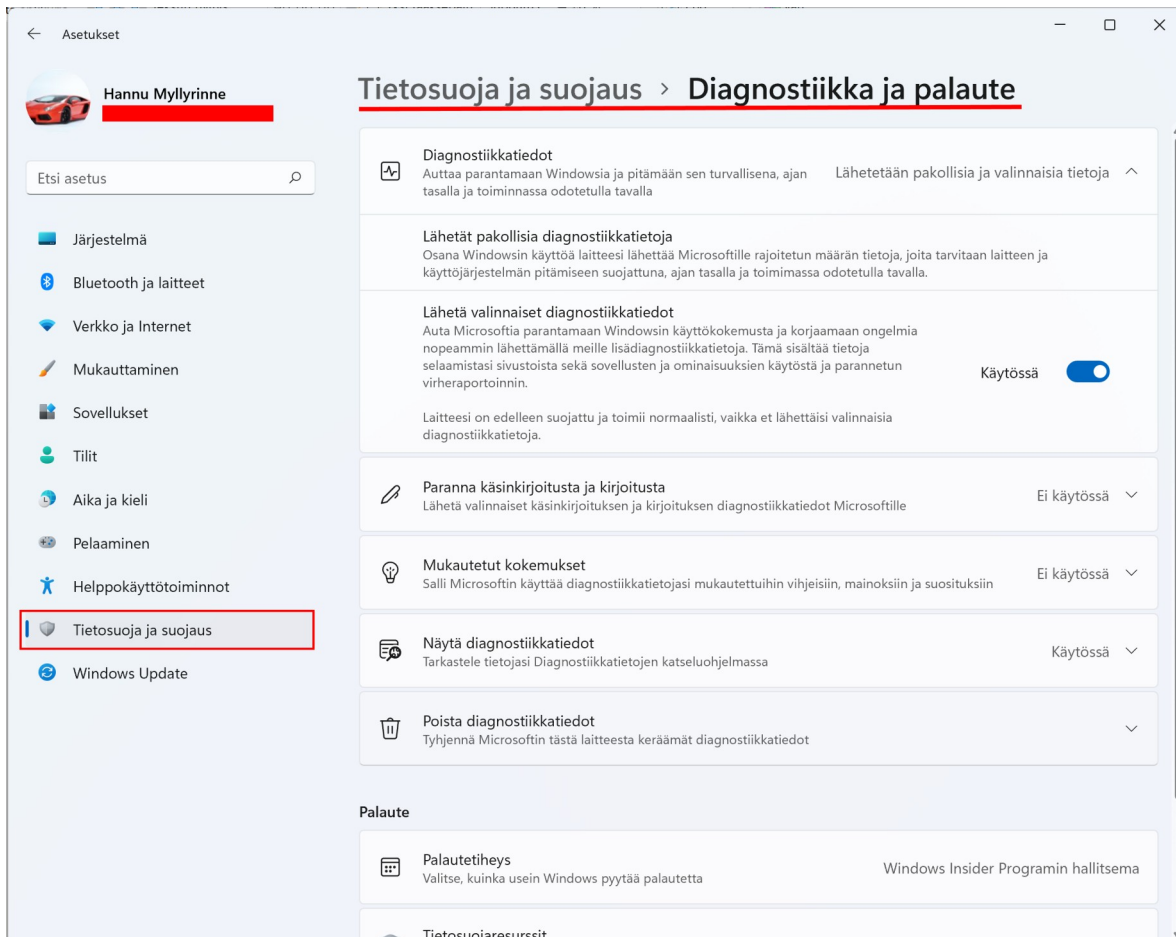 Asetukset
Hannu Myllyrinne
Etsi asetus
Järjestelmä
Bluetooth ja laitteet
Verkko ja Internet
Mukauttaminen
Sovellukset
Tilit
Aika ja kieli
Pelaaminen
Helppokäyttötoiminnot
Tietosuoja ja suojaus
Windows Update
Tietosuoja ja suojaus > Diagnostiikka ja palaute
Diagnostiikkatiedot
Auttaa parantamaan Windowsia ja pitämään sen turvallisena, ajan
tasalla ja toiminnassa odotetulla tavalla
Lähetetään pakollisia ja valinnaisia tietoja
Lähetät pakollisia diagnostiikkatietoja
Osana Windowsin käyttöä laitteesi lähettää Microsoftille rajoitetun määrän tietoja, joita tarvitaan laitteen ja
käyttöjärjestelmän pitämiseen suojattuna, ajan tasalla ja toimimassa odotetulla tavalla.
Lähetä valinnaiset diagnostiikkatiedot
Auta Microsoftia parantamaan Windowsin käyttökokemusta ja korjaamaan ongelmia
nopeammin lähettämällä meille lisädiagnostiikkatietoja. Tämä sisältää tietoja
selaamistasi sivustoista sekä sovellusten ja ominaisuuksien käytöstä ja parannetun
virheraportoinnin.
Käytössä
Laitteesi on edelleen suojattu ja toimii normaalisti, vaikka et lähettäisi valinnaisia
diagnostiikkatietoja.
Paranna käsinkirjoitusta ja kirjoitusta
Lähetä valinnaiset käsinkirjoituksen ja kirjoituksen diagnostiikkatiedot Microsoftille
Ei käytössä
Mukautetut kokemukset
Salli Microsoftin käyttää diagnostiikkatietojasi mukautettuihin vihjeisiin, mainoksiin ja suosituksiin
Ei käytössä
Näytä diagnostiikkatiedot
Tarkastele tietojasi Diagnostiikkatietojen katseluohjelmassa
Käytössä
Poista diagnostiikkatiedot
Tyhjennä Microsoftin tästä laitteesta keräämät diagnostiikkatiedot
Palaute
Palautetiheys
Valitse, kuinka usein Windows pyytää palautetta
Windows Insider Programin hallitsema
Tietosuojaresurssit